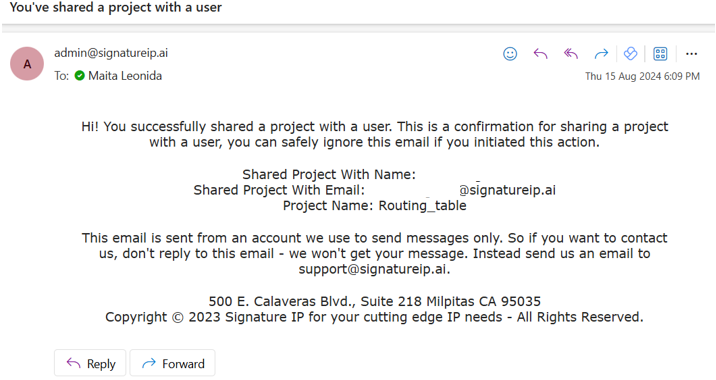 You've shared a project with a user
A
admin@signatureip.ai
To: Maita Leonida
Thu 15 Aug 2024 6:09 PM
Hi! You successfully shared a project with a user. This is a confirmation for sharing a project
with a user, you can safely ignore this email if you initiated this action.
Shared Project With Name:
Shared Project With Email: @signatureip.ai
Project Name: Routing_table
This email is sent from an account we use to send messages only. So if you want to contact
us, don't reply to this email - we won't get your message. Instead send us an email to
support@signatureip.ai.
500 E. Calaveras Blvd., Suite 218 Milpitas CA 95035
Copyright © 2023 Signature IP for your cutting edge IP needs - All Rights Reserved.
Reply Forward